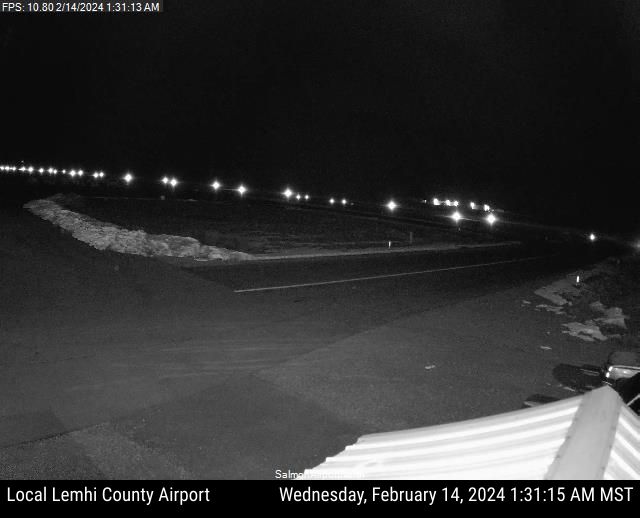 FPS: 10.80 2/14/2024 1:31:13 AM
Local Lemhi County Airport
Wednesday, February 14, 2024 1:31:15 AM MST